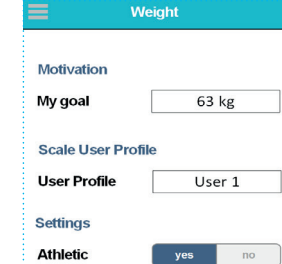 Weight
Motivation
My goal 63 kg
Scale User Profile
User Profile User 1
Settings
Athletic yes no